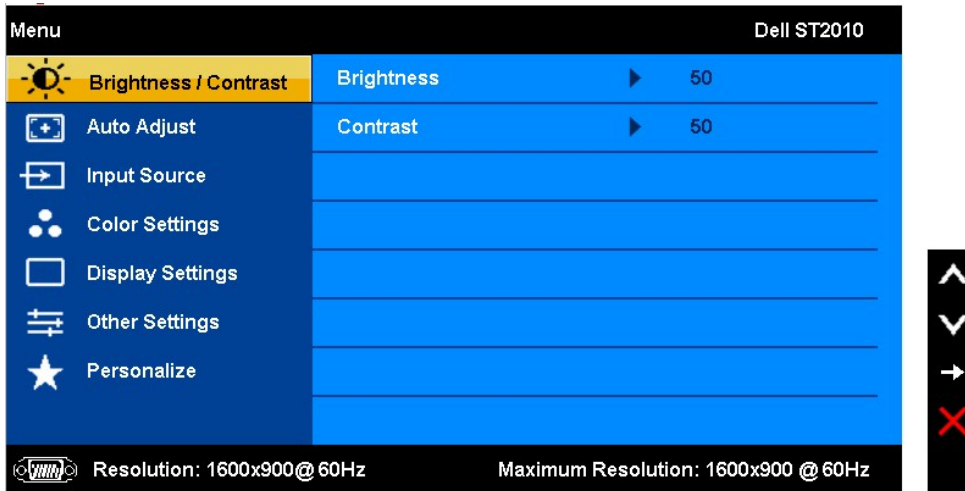 Menu Dell ST2010
Brightness / Contrast Brightness 50
Auto Adjust Contrast 50
Input Source
Color Settings
Display Settings
Other Settings
Personalize
Resolution: 1600x900@ 60Hz Maximum Resolution: 1600x900 @ 60Hz